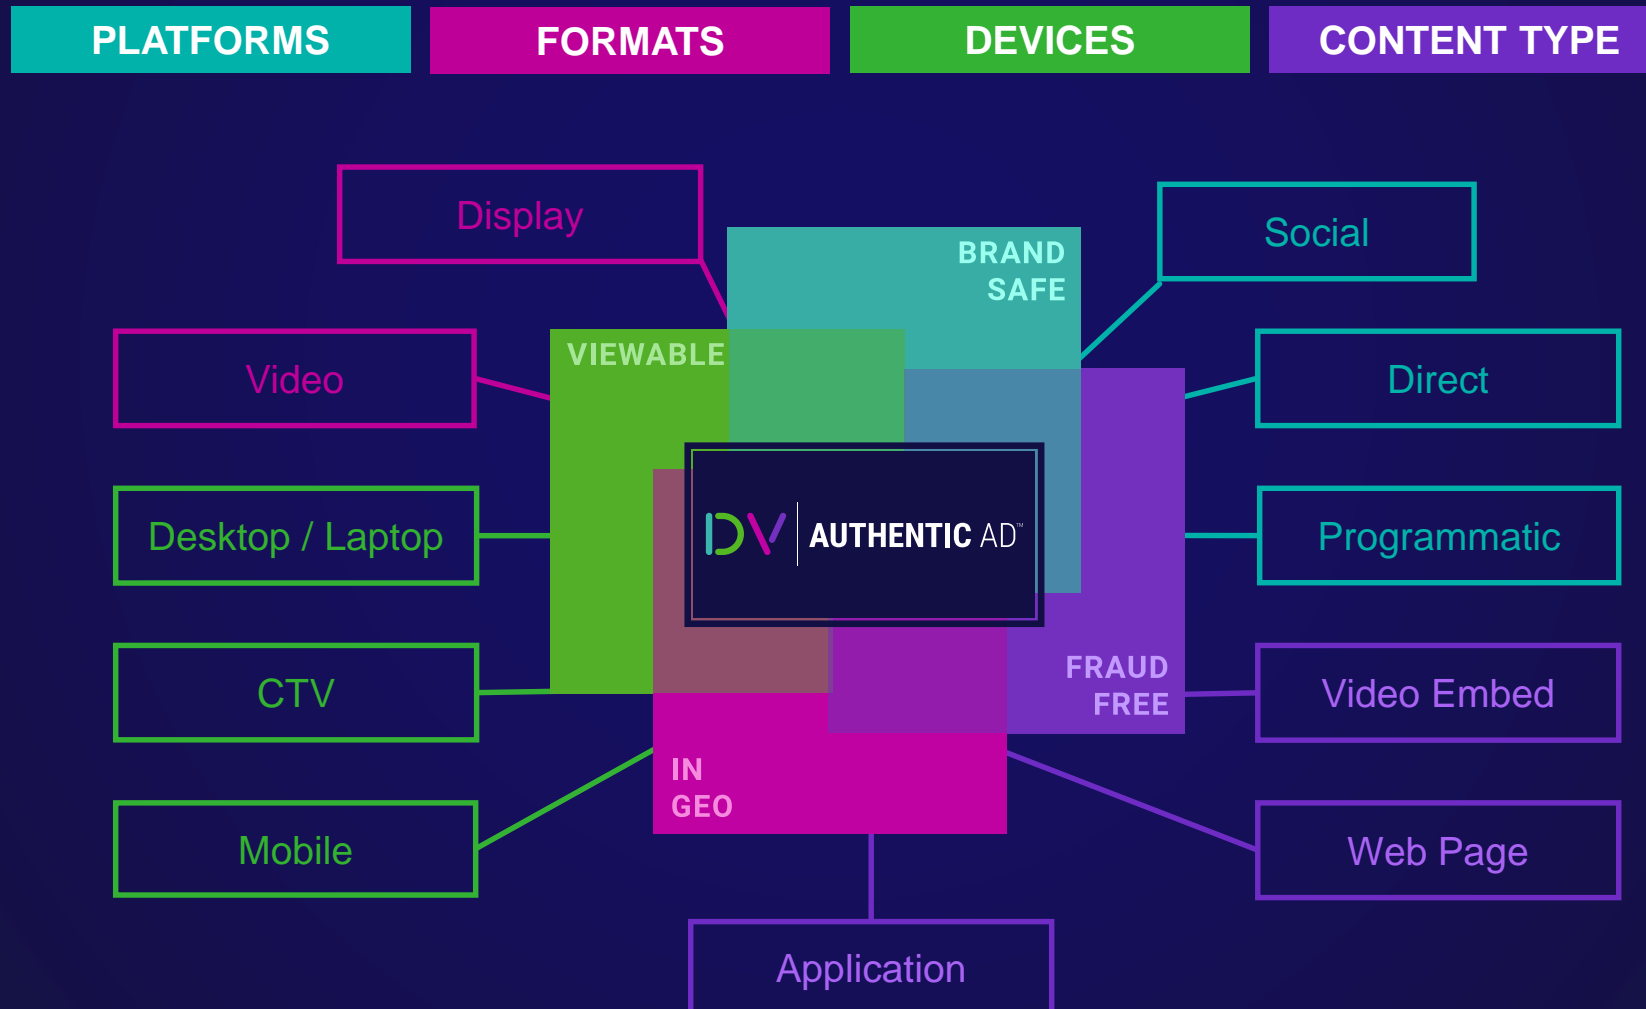 PLATFORMS
FORMATS
DEVICES
CONTENT TYPE
Display
Social
BRAND
SAFE
VIEWABLE
Video
Direct
Desktop / Laptop
DV AUTHENTIC AD™
Programmatic
CTV
FRAUD
FREE
Video Embed
IN
GEO
Mobile
Web Page
Application